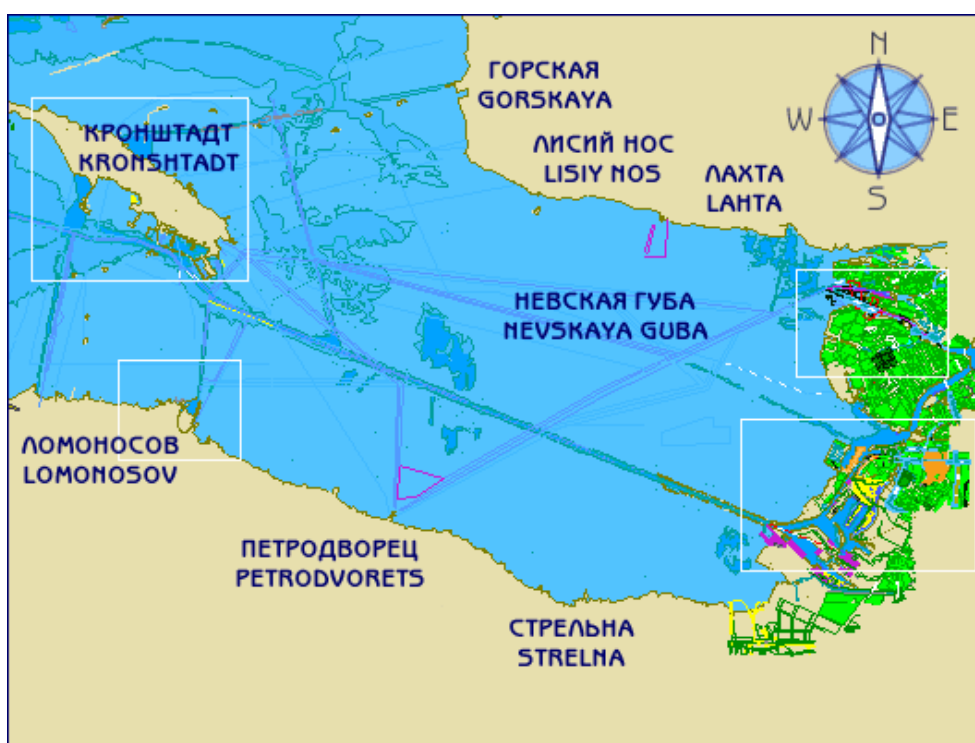 N
ГОРСКАЯ
GORSKAYA
W
E
КРОНШТАДТ
KRONSHTADT
ЛИСИЙ НОС
LISIY NOS
ЛАХТА
LAHTA
S
НЕВСКАЯ ГУБА
NEVSKAYA GUBA
ЛОМОНОСОВ
LOMONOSOV
ПЕТРОДВОРЕЦ
PETRODVORETS
СТРЕЛЬНА
STRELNA